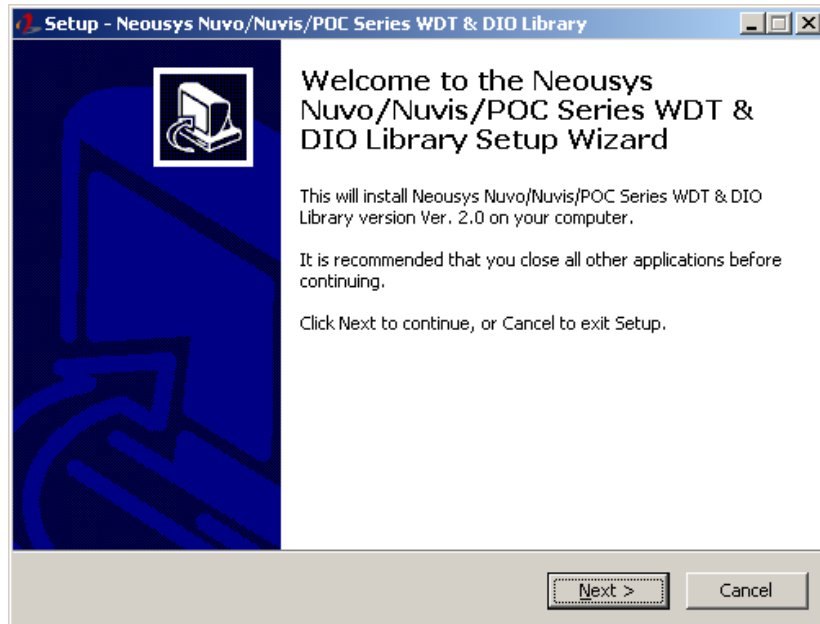 Setup - Neousys Nuvo/Nuvis/POC Series WDT & DIO Library
Welcome to the Neousys
Nuvo/Nuvis/POC Series WDT &
DIO Library Setup Wizard
This will install Neousys Nuvo/Nuvis/POC Series WDT & DIO
Library version Ver. 2.0 on your computer.
It is recommended that you close all other applications before
continuing.
Click Next to continue, or Cancel to exit Setup.
Next >
Cancel